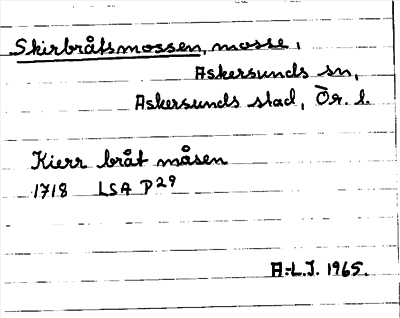 Skirbråtsmossen, mosse,
Askersunds sn,
Askersunds stad, Ör. l.
Kierr bråt måsen
1718 LSA P29
A-L.J. 1965.